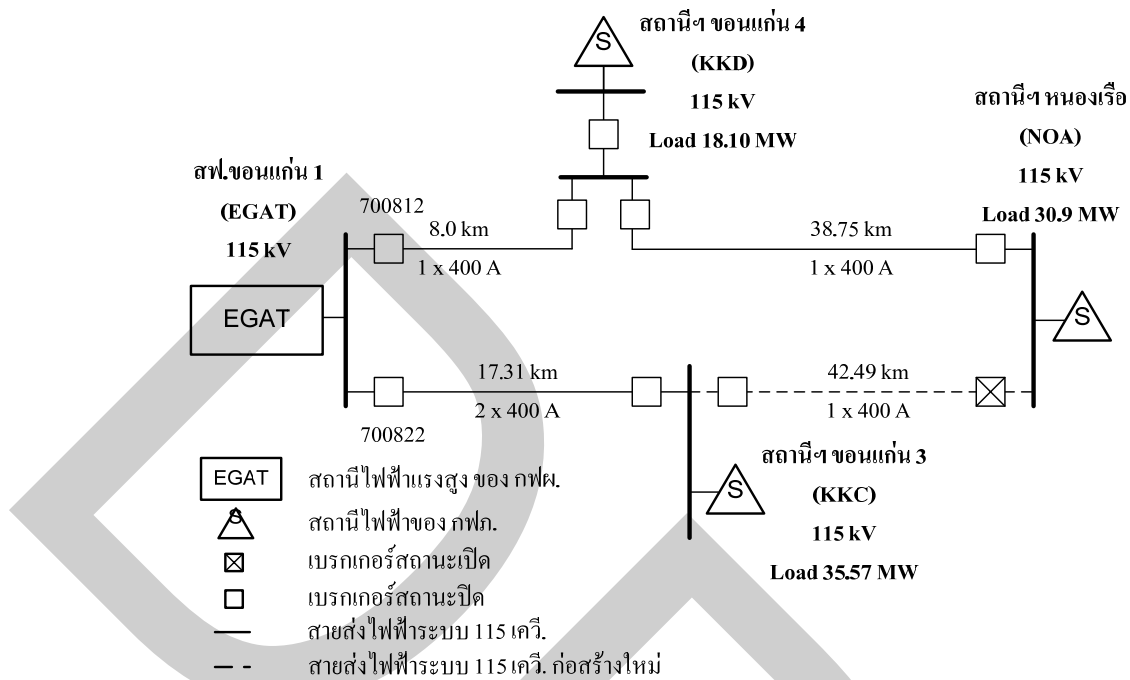 สถานีฯ ขอนแก่น 4
(KKD)
115 kV
Load 18.10 MW
S
สถานีฯ หนองเรือ
(NOA)
115 kV
Load 30.9 MW
S
สฟ.ขอนแก่น 1
(EGAT)
115 kV
EGAT
700812
8.0 km
1 x 400 A
38.75 km
1 x 400 A
17.31 km
2 x 400 A
700822
42.49 km
1 x 400 A
S
สถานีฯ ขอนแก่น 3
(KKC)
115 kV
Load 35.57 MW
EGAT สถานีไฟฟ้าแรงสูง ของ กฟผ.
S สถานีไฟฟ้าของ กฟภ.
เบรกเกอร์สถานะเปิด
เบรกเกอร์สถานะปิด
สายส่งไฟฟ้าระบบ 115 เควี.
สายส่งไฟฟ้าระบบ 115 เควี. ก่อสร้างใหม่